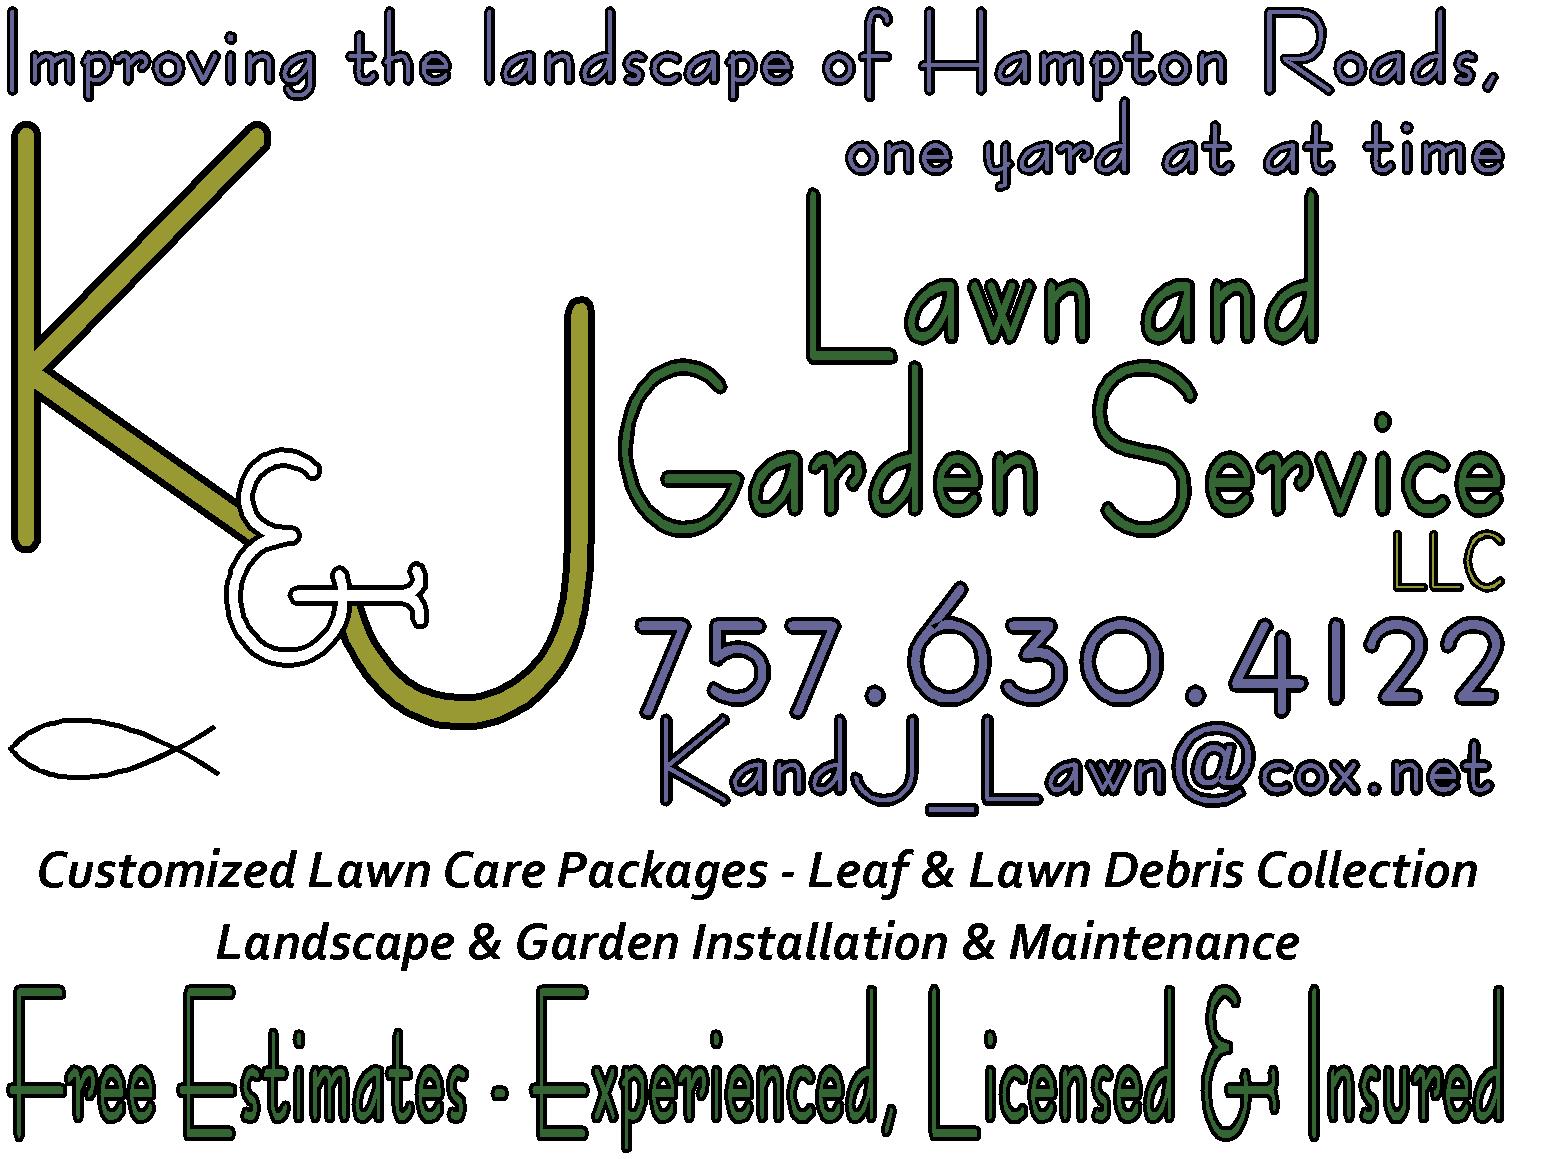 Improving the landscape of Hampton Roads,
one yard at at time
K & J
Lawn and
Garden Service
LLC
757.630.4122
KandJ_Lawn@cox.net
Customized Lawn Care Packages - Leaf & Lawn Debris Collection
Landscape & Garden Installation & Maintenance
Free Estimates - Experienced, Licensed & Insured